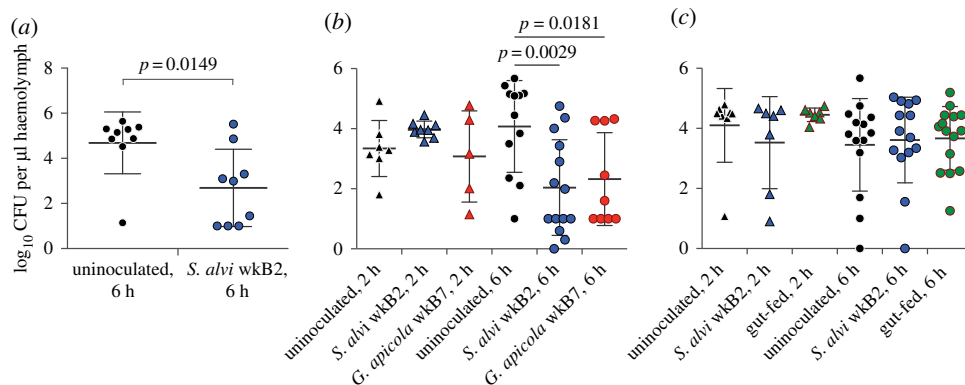 (a)
(b)
(c)
log10 CFU per µl haemolymph
8
6
4
2
0
p = 0.0149
uninoculated, 6 h
S. alvi wkB2, 6 h
6
4
2
0
p = 0.0181
p = 0.0029
uninoculated, 2 h
S. alvi wkB2, 2 h
G. apicola wkB7, 2 h
uninoculated, 6 h
S. alvi wkB2, 6 h
G. apicola wkB7, 6 h
6
4
2
0
uninoculated, 2 h
S. alvi wkB2, 2 h
gut-fed, 2 h
uninoculated, 6 h
S. alvi wkB2, 6 h
gut-fed, 6 h